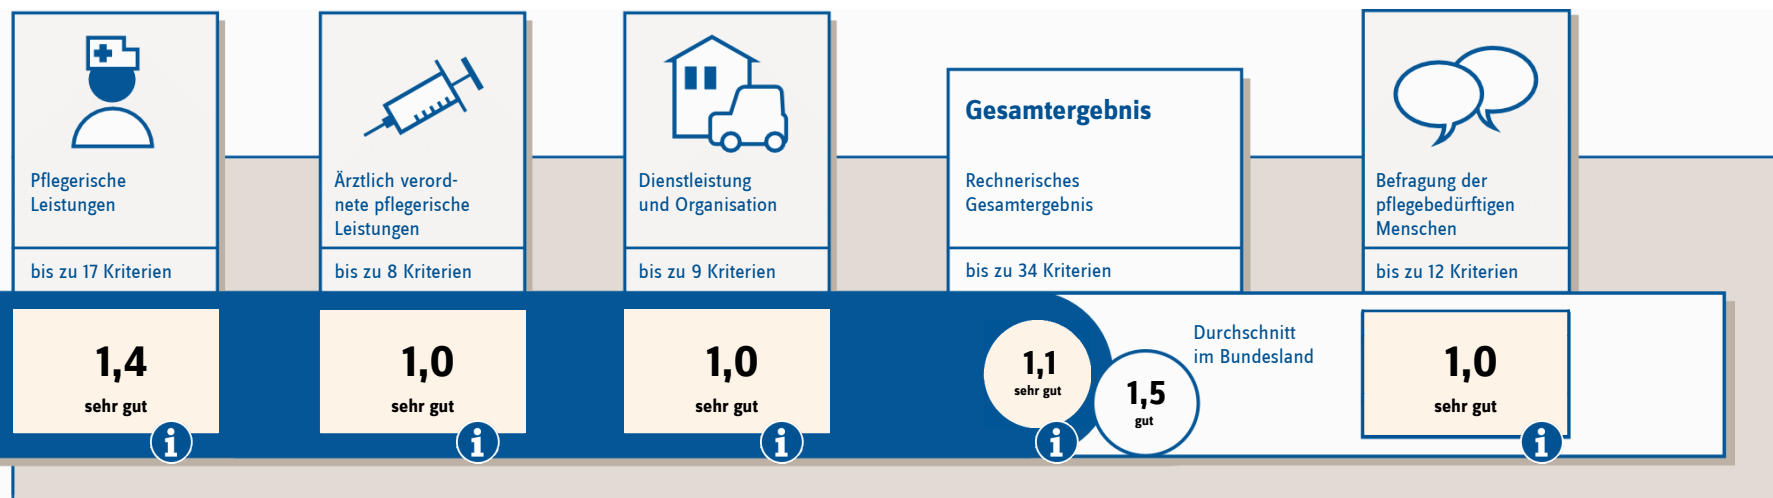 Pflegerische
Leistungen
bis zu 17 Kriterien
1,4
sehr gut
i
Ärztlich verord-
nete pflegerische
Leistungen
bis zu 8 Kriterien
1,0
sehr gut
i
Dienstleistung
und Organisation
bis zu 9 Kriterien
1,0
sehr gut
i
Gesamtergebnis
Rechnerisches
Gesamtergebnis
bis zu 34 Kriterien
1,1
sehr gut
i
1,5
gut
Durchschnitt
im Bundesland
Befragung der
pflegebedürftigen
Menschen
bis zu 12 Kriterien
1,0
sehr gut
i